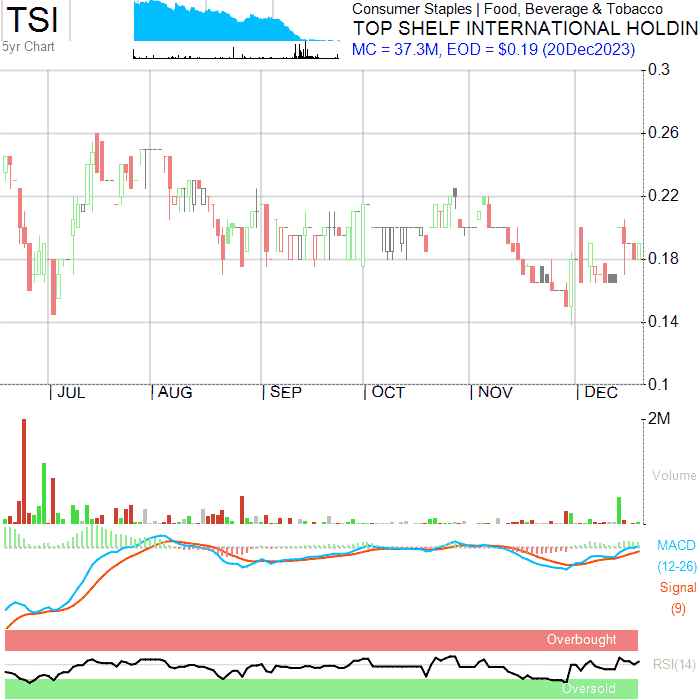 TSI
5yr Chart
Consumer Staples | Food, Beverage & Tobacco
TOP SHELF INTERNATIONAL HOLDIN
MC = 37.3M, EOD = $0.19 (20Dec2023)
0.3
0.26
0.22
0.18
0.14
0.1
JUL
AUG
SEP
OCT
NOV
DEC
2M
Volume
MACD
(12-26)
Signal
(9)
Overbought
RSI(14)
Oversold